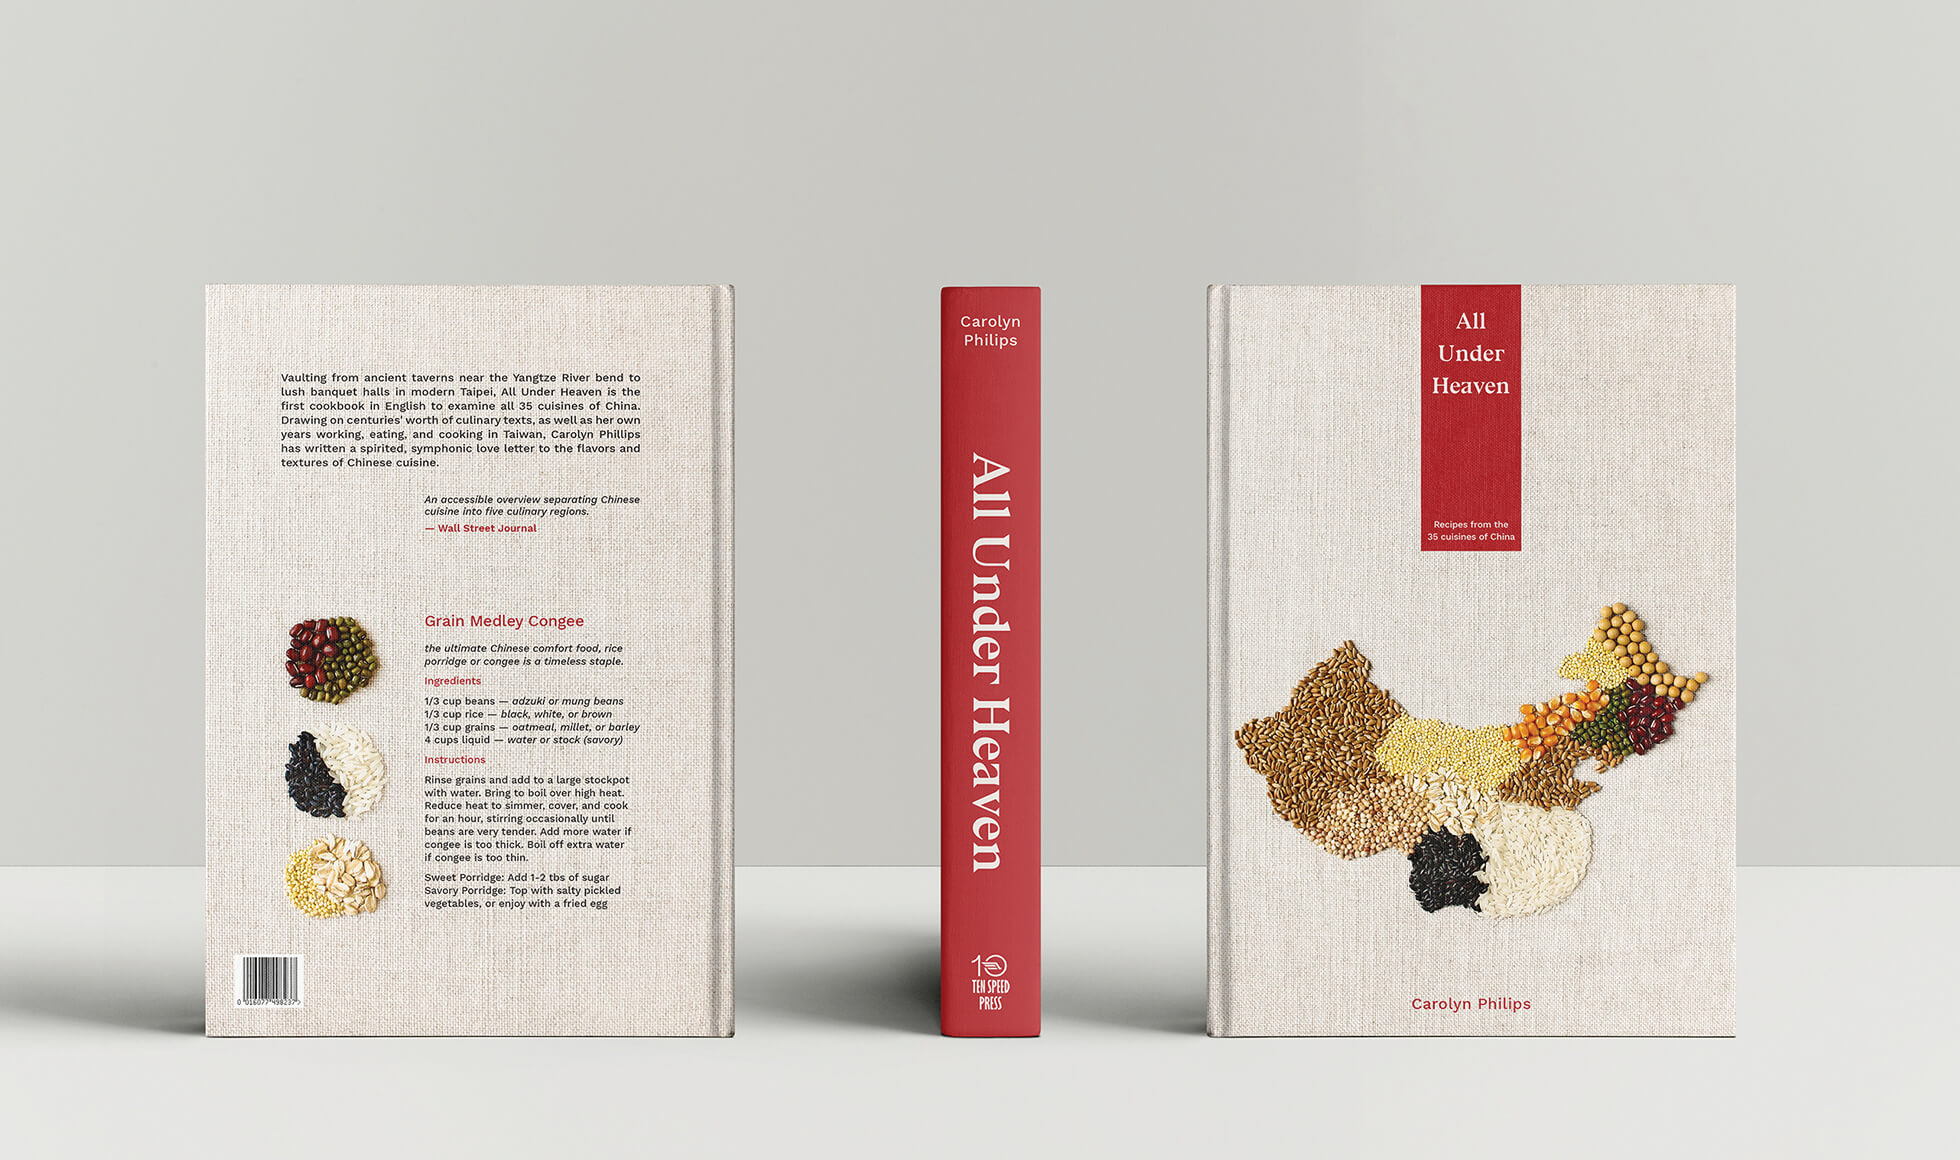 Vaulting from ancient taverns near the Yangtze River bend to
lush banquet halls in modern Taipei, All Under Heaven is the
first cookbook in English to examine all 35 cuisines of China.
Drawing on centuries' worth of culinary texts, as well as her own
years working, eating, and cooking in Taiwan, Carolyn Phillips
has written a spirited, symphonic love letter to the flavors and
textures of Chinese cuisine.
An accessible overview separating Chinese
cuisine into five culinary regions.
— Wall Street Journal
Grain Medley Congee
the ultimate Chinese comfort food, rice
porridge or congee is a timeless staple.
Ingredients
1/3 cup beans — adzuki or mung beans
1/3 cup rice — black, white, or brown
1/3 cup grains — oatmeal, millet, or barley
4 cups liquid — water or stock (savory)
Instructions
Rinse grains and add to a large stockpot
with water. Bring to boil over high heat.
Reduce heat to simmer, cover, and cook
for an hour, stirring occasionally until
beans are very tender. Add more water if
congee is too thick. Boil off extra water
if congee is too thin.
Sweet Porridge: Add 1-2 tbs of sugar
Savory Porridge: Top with salty pickled
vegetables, or enjoy with a fried egg
0 016077 498237
Carolyn
Philips
All Under Heaven
10
TEN SPEED
PRESS
All
Under
Heaven
Recipes from the
35 cuisines of China
Carolyn Philips